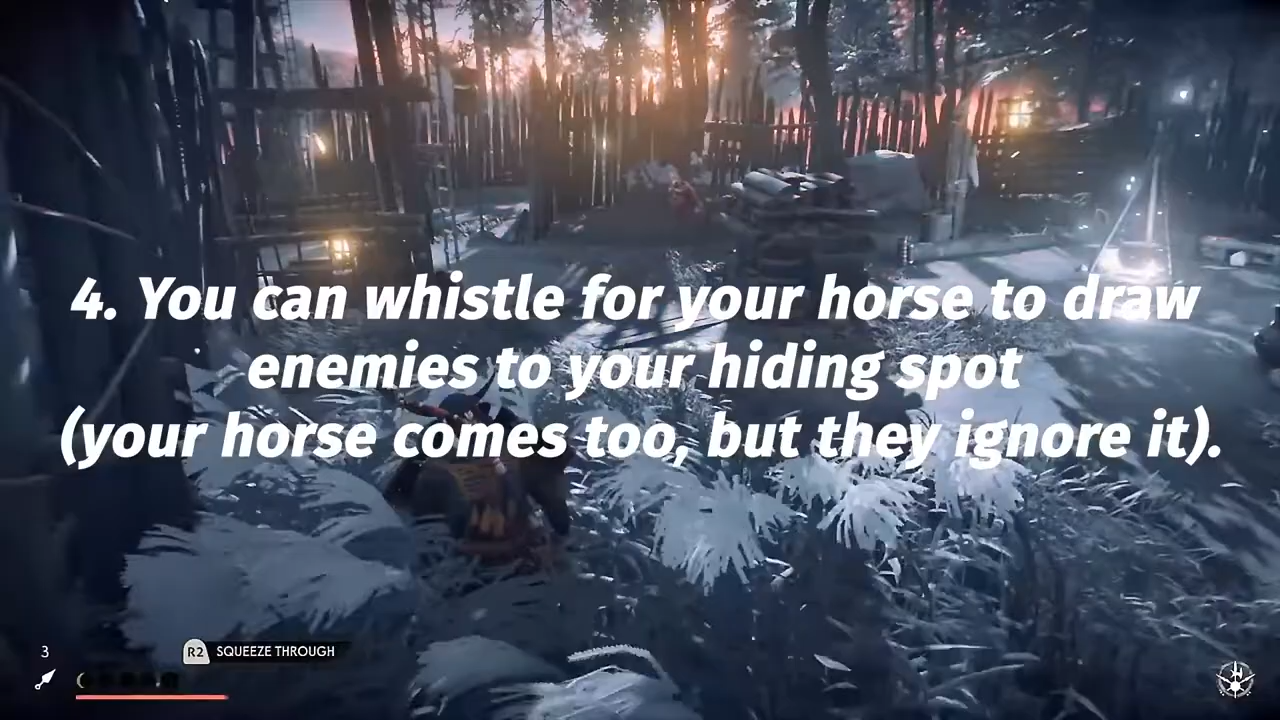 4. You can whistle for your horse to draw
enemies to your hiding spot
(your horse comes too, but they ignore it).
3
R2 SQUEEZE THROUGH